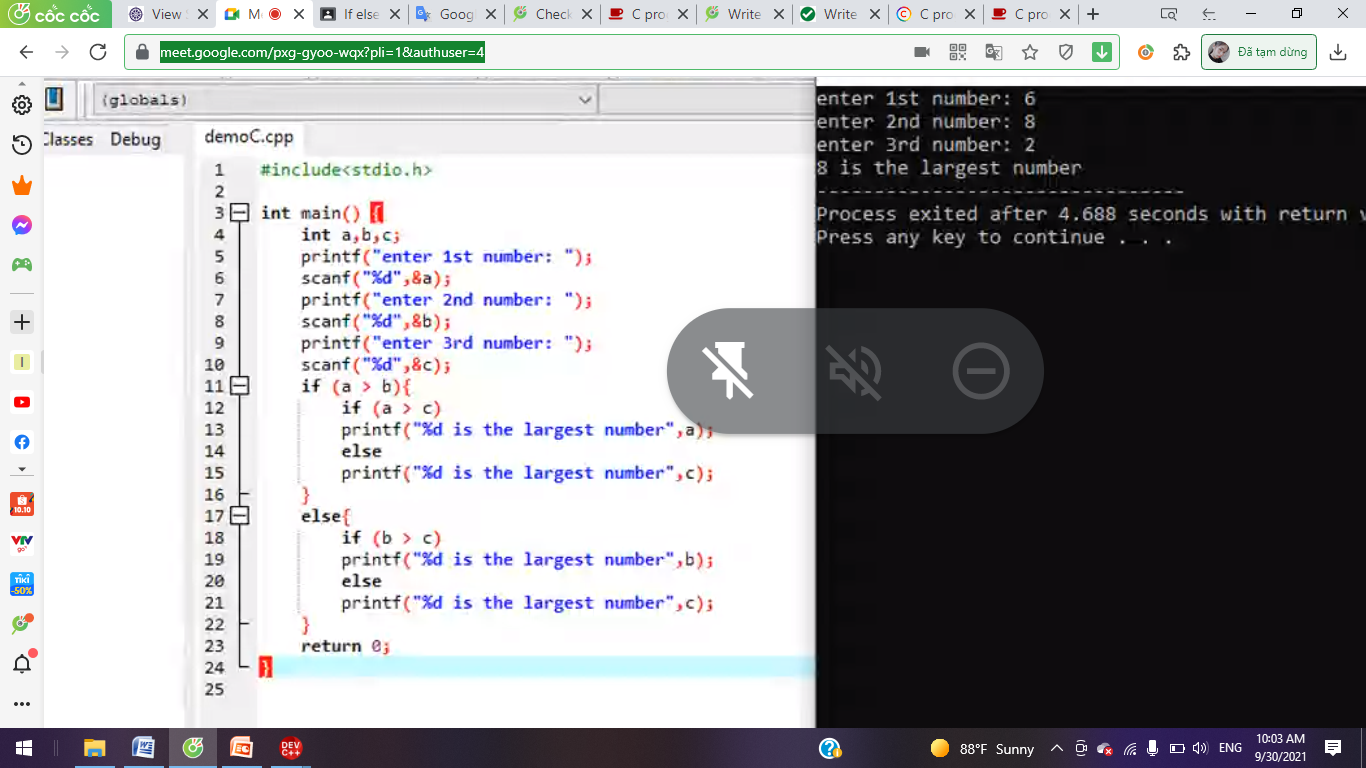 cốc cốc
View S
Me
If else
Googl
Check
C pro
Write
Write
C pro
C pro
meet.google.com/pxg-gyoo-wqx?pli=1&authuser=4
Đã tạm dừng
(globals)
Classes Debug
demoC.cpp
1 #include<stdio.h>
2
3 int main() {
4 int a,b,c;
5 printf("enter 1st number: ");
6 scanf("%d",&a);
7 printf("enter 2nd number: ");
8 scanf("%d",&b);
9 printf("enter 3rd number: ");
10 scanf("%d",&c);
11 if (a > b){
12 if (a > c)
13 printf("%d is the largest number",a);
14 else
15 printf("%d is the largest number",c);
16 }
17 else{
18 if (b > c)
19 printf("%d is the largest number",b);
20 else
21 printf("%d is the largest number",c);
22 }
23 return 0;
24 }
25
enter 1st number: 6
enter 2nd number: 8
enter 3rd number: 2
8 is the largest number
--------------------------------
Process exited after 4.688 seconds with return v
Press any key to continue . . .
10.10
VTV
go
TIKI
-50%
DEV
C++
88°F Sunny
ENG
10:03 AM
9/30/2021